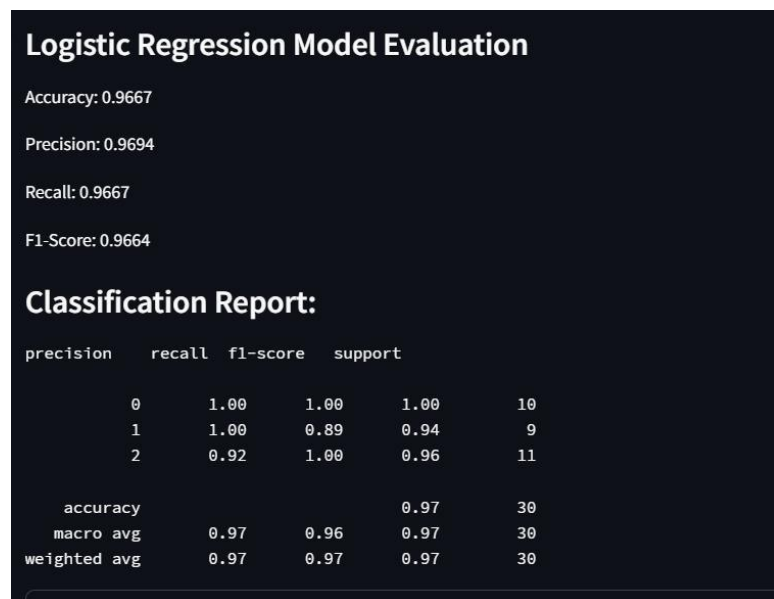 Logistic Regression Model Evaluation
Accuracy: 0.9667
Precision: 0.9694
Recall: 0.9667
F1-Score: 0.9664
Classification Report:
precision    recall  f1-score   support
0       1.00      1.00      1.00        10
1       1.00      0.89      0.94         9
2       0.92      1.00      0.96        11
accuracy                           0.97        30
macro avg       0.97      0.96      0.97        30
weighted avg       0.97      0.97      0.97        30